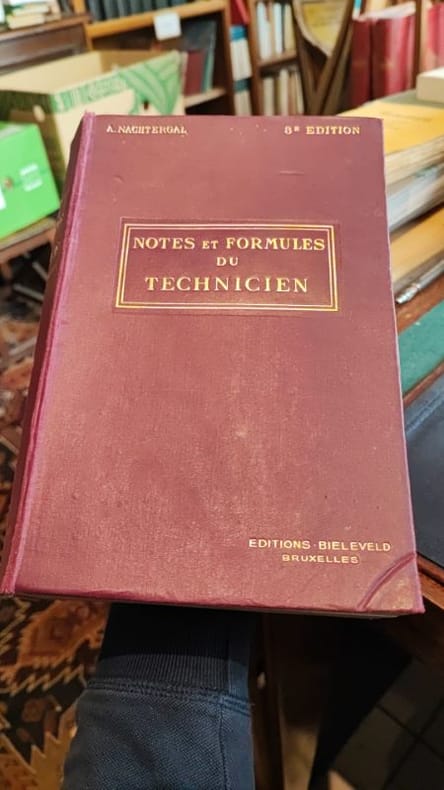 A. NACHTERGAL 8E EDITION
NOTES ET FORMULES
DU
TECHNICIEN
EDITIONS·BIELEVELD
BRUXELLES